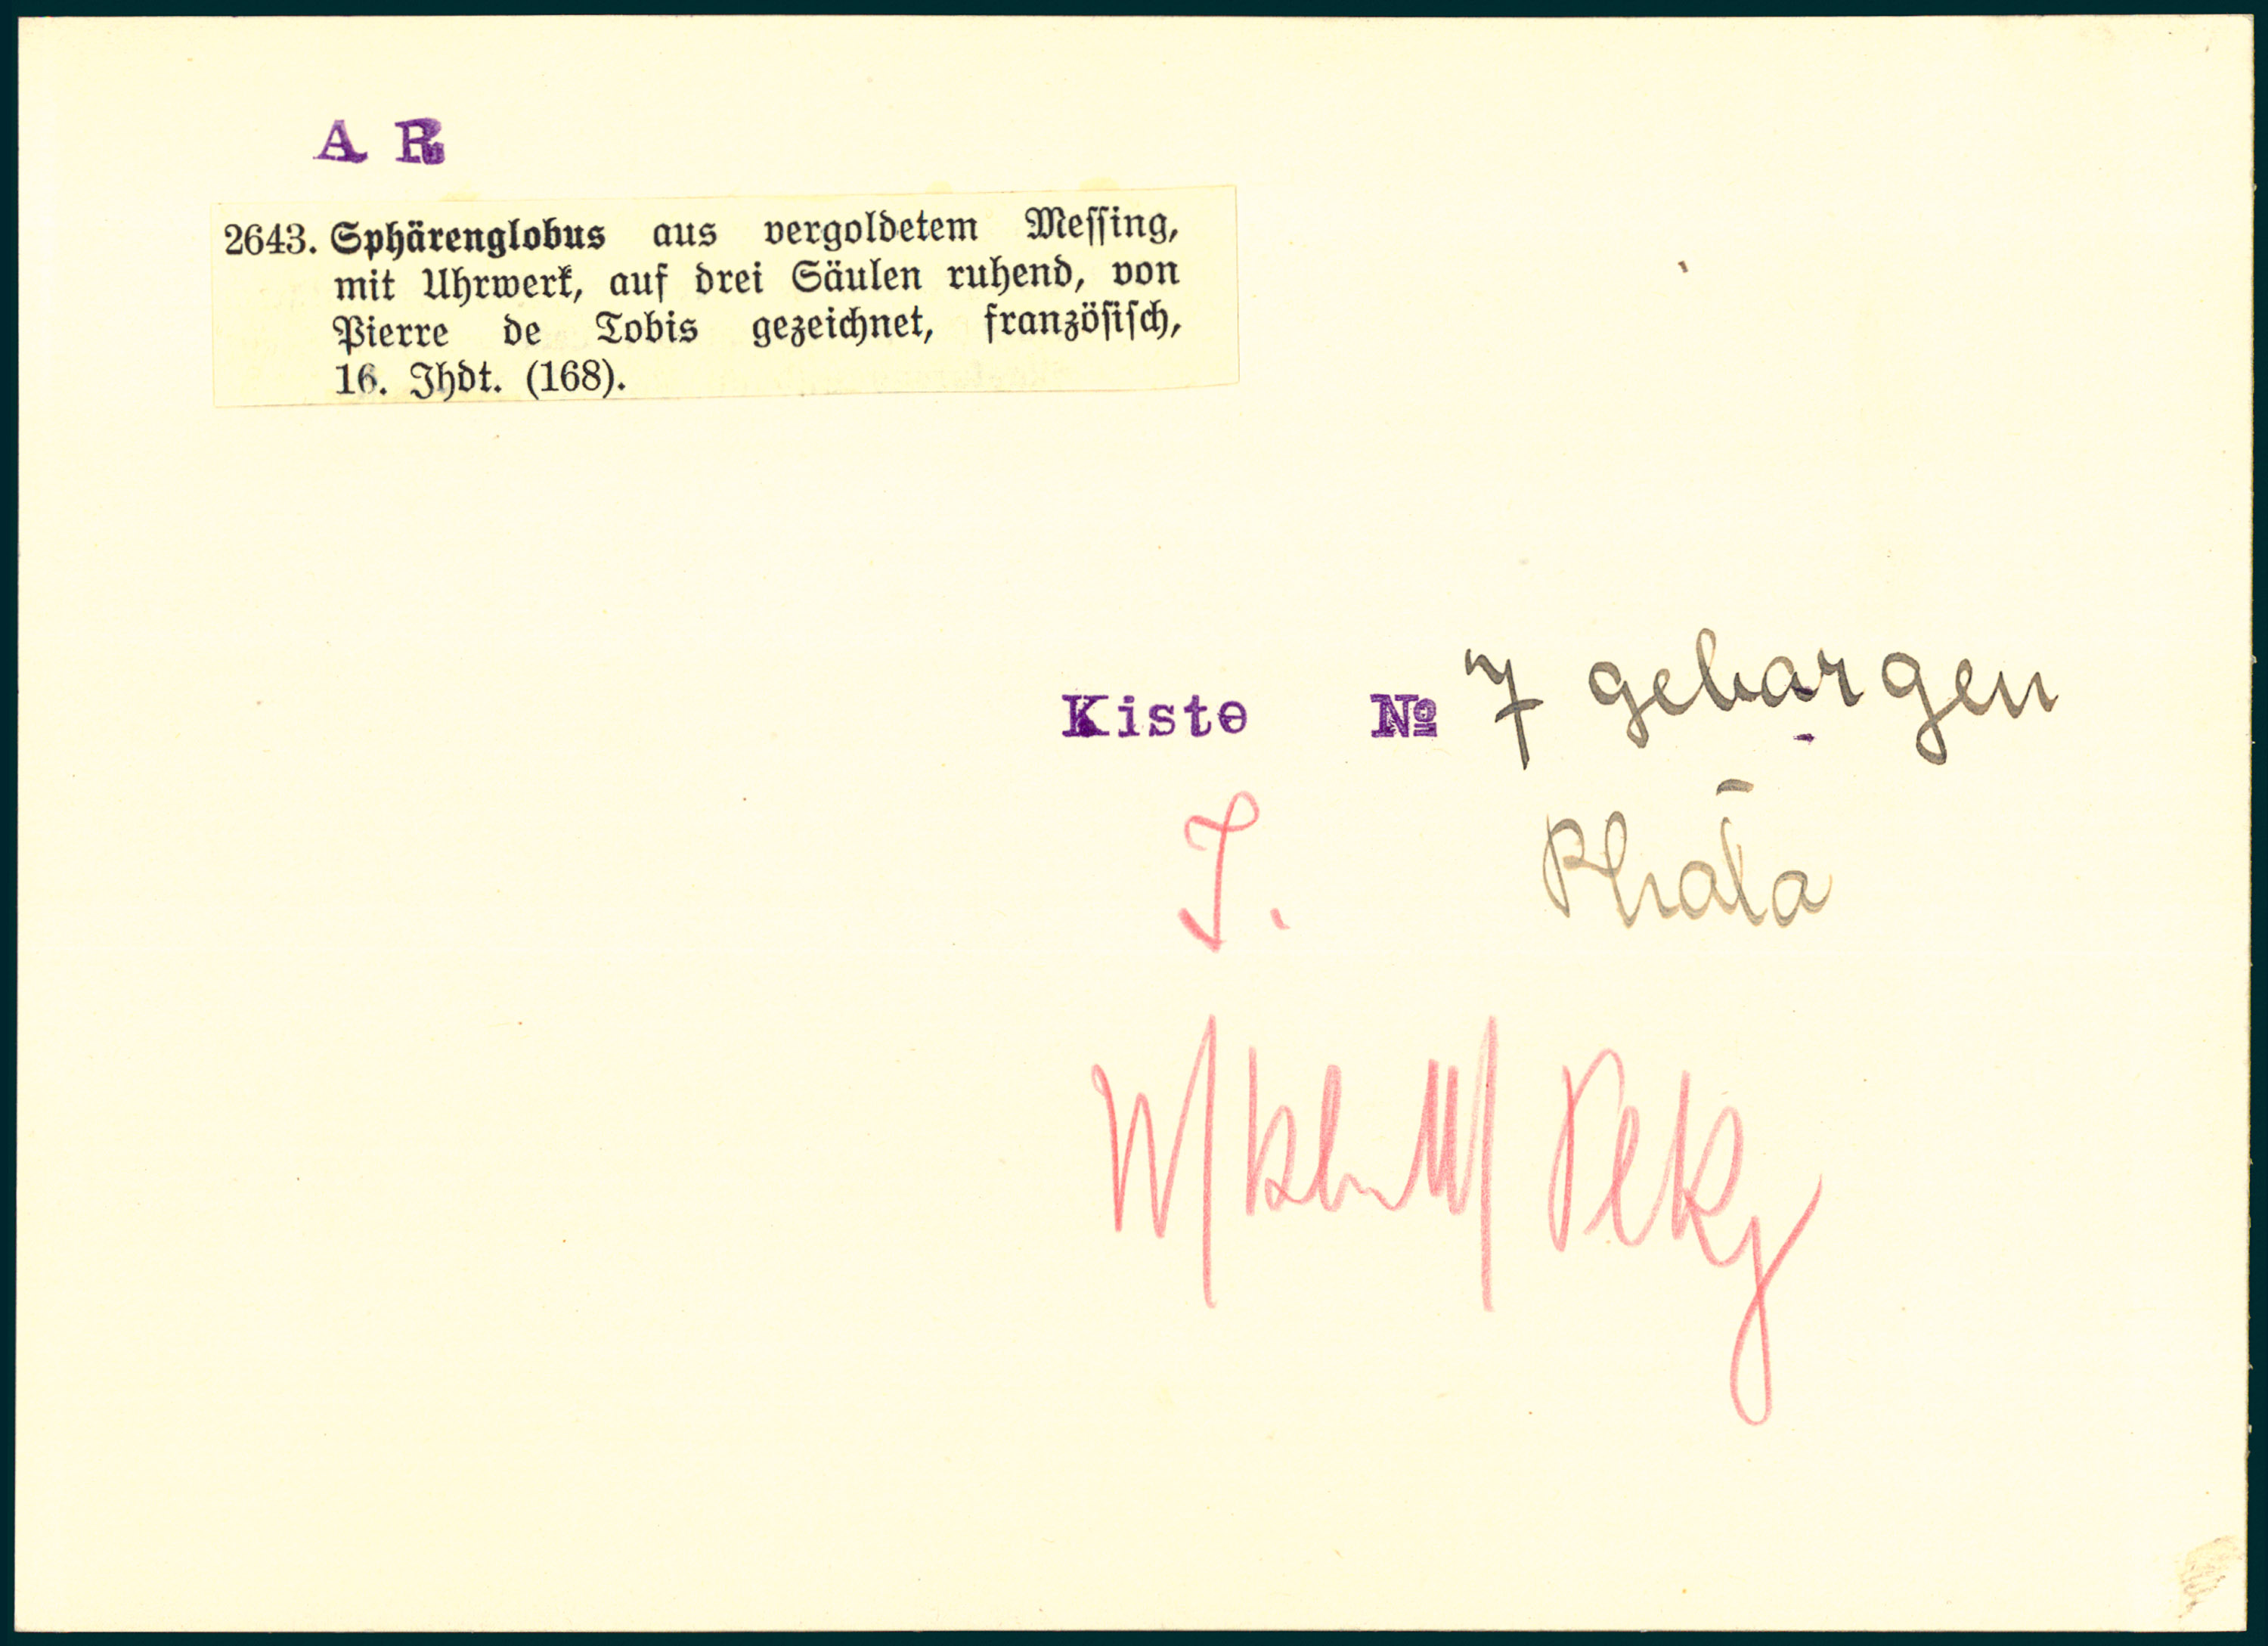 A R
2643. Sphärenglobus aus vergoldetem Messing,
mit Uhrwerk, auf drei Säulen ruhend, von
Pierre de Tobis gezeichnet, französisch,
16. Jhdt. (168).
Kiste № 7 geborgen
J.